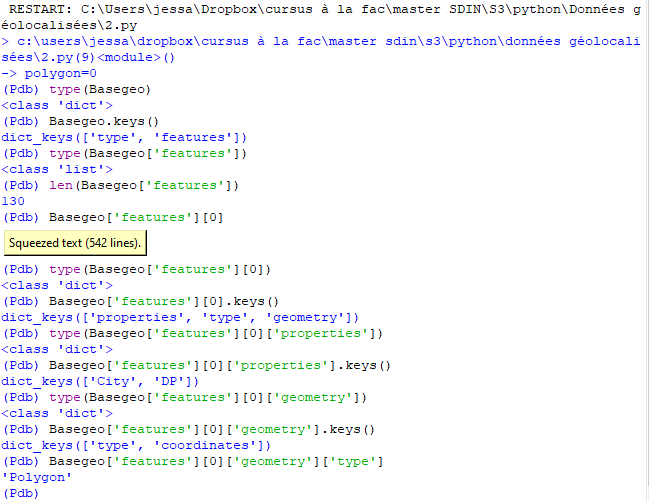 RESTART: C:\Users\jessa\Dropbox\cursus à la fac\master SDIN\S3\python\Données g
éolocalisées\2.py
> c:\users\jessa\dropbox\cursus à la fac\master sdin\s3\python\données géolocali
sées\2.py(9)<module>()
-> polygon=0
(Pdb) type(Basegeo)
<class 'dict'>
(Pdb) Basegeo.keys()
dict_keys(['type', 'features'])
(Pdb) type(Basegeo['features'])
<class 'list'>
(Pdb) len(Basegeo['features'])
130
(Pdb) Basegeo['features'][0]
Squeezed text (542 lines).
(Pdb) type(Basegeo['features'][0])
<class 'dict'>
(Pdb) Basegeo['features'][0].keys()
dict_keys(['properties', 'type', 'geometry'])
(Pdb) type(Basegeo['features'][0]['properties'])
<class 'dict'>
(Pdb) Basegeo['features'][0]['properties'].keys()
dict_keys(['City', 'DP'])
(Pdb) type(Basegeo['features'][0]['geometry'])
<class 'dict'>
(Pdb) Basegeo['features'][0]['geometry'].keys()
dict_keys(['type', 'coordinates'])
(Pdb) Basegeo['features'][0]['geometry']['type']
'Polygon'
(Pdb)